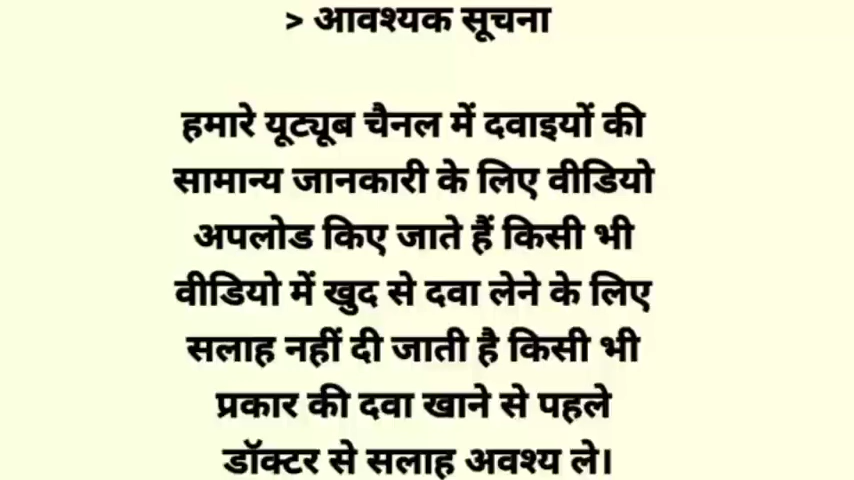 > आवश्यक सूचना
हमारे यूट्यूब चैनल में दवाइयों की
सामान्य जानकारी के लिए वीडियो
अपलोड किए जाते हैं किसी भी
वीडियो में खुद से दवा लेने के लिए
सलाह नहीं दी जाती है किसी भी
प्रकार की दवा खाने से पहले
डॉक्टर से सलाह अवश्य ले।